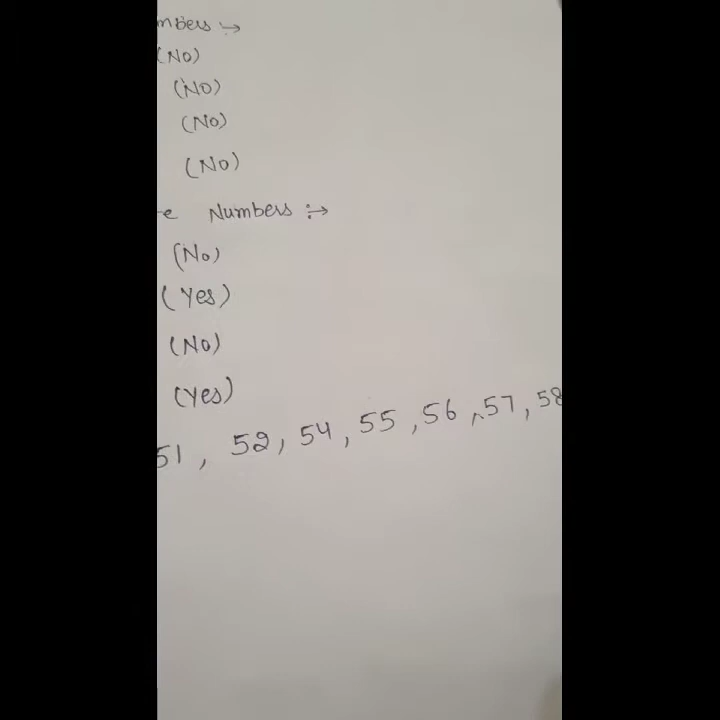 mbers :→
(No)
(No)
(No)
(No)
e Numbers :→
(No)
(Yes)
(No)
(Yes)
51, 52, 54, 55, 56, 57, 58